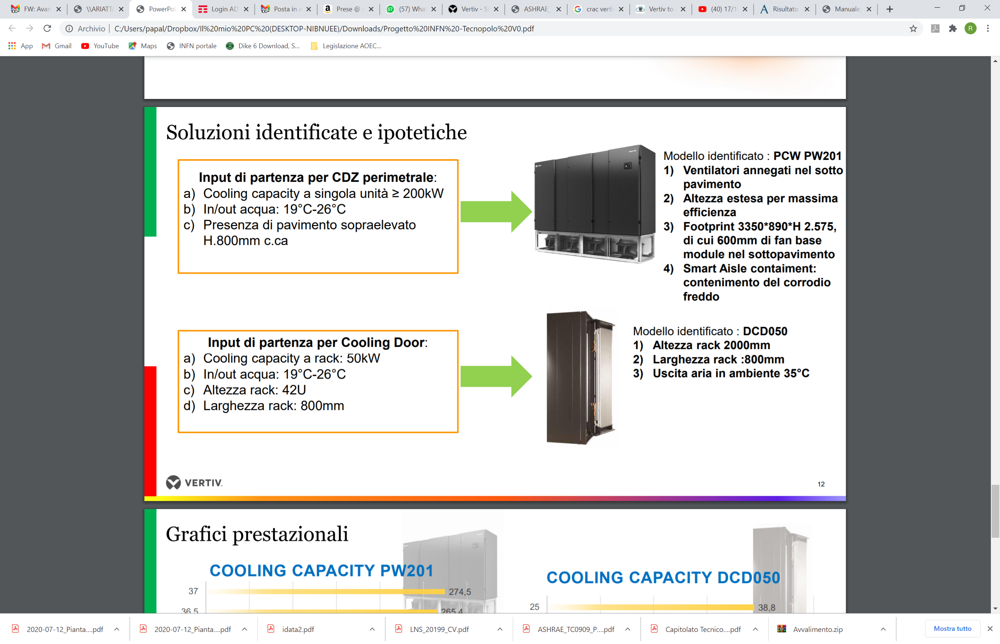 FW: Avan
\\ARIATT
PowerPoi
Login AD
Posta in a
Prese @ A
(57) What
Vertiv - S
ASHRAE_
crac verti
Vertiv to
(40) 17/1
Risultato
Manuale
Archivio
C:/Users/papal/Dropbox/Il%20mio%20PC%20(DESKTOP-NIBNUEE)/Downloads/Progetto%20INFN%20-Tecnopolo%20V0.pdf
R
App
Gmail
YouTube
Maps
INFN portale
Dike 6 Download, S...
Legislazione AOEC...
Soluzioni identificate e ipotetiche
Input di partenza per CDZ perimetrale:
a) Cooling capacity a singola unità ≥ 200kW
b) In/out acqua: 19°C-26°C
c) Presenza di pavimento sopraelevato
H.800mm c.ca
Modello identificato : PCW PW201
1) Ventilatori annegati nel sotto
pavimento
2) Altezza estesa per massima
efficienza
3) Footprint 3350*890*H 2.575,
di cui 600mm di fan base
module nel sottopavimento
4) Smart Aisle contaiment:
contenimento del corrodio
freddo
Input di partenza per Cooling Door:
a) Cooling capacity a rack: 50kW
b) In/out acqua: 19°C-26°C
c) Altezza rack: 42U
d) Larghezza rack: 800mm
Modello identificato : DCD050
1) Altezza rack 2000mm
2) Larghezza rack :800mm
3) Uscita aria in ambiente 35°C
VERTIV
12
Grafici prestazionali
COOLING CAPACITY PW201
37
274,5
36,5
265,4
COOLING CAPACITY DCD050
25
38,8
2020-07-12_Pianta....pdf
2020-07-12_Pianta....pdf
idata2.pdf
LNS_20199_CV.pdf
ASHRAE_TC0909_P....pdf
Capitolato Tecnico....pdf
Avvalimento.zip
Mostra tutto